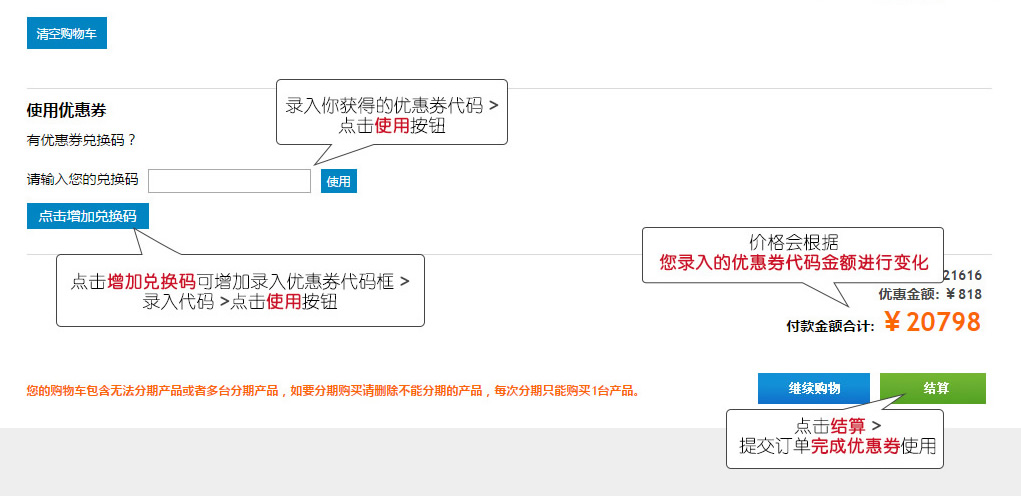 清空购物车
使用优惠券
录入你获得的优惠券代码 >
点击使用按钮
有优惠券兑换码？
请输入您的兑换码
使用
点击增加兑换码
点击增加兑换码可增加录入优惠券代码框 >
录入代码 >点击使用按钮
价格会根据
您录入的优惠券代码金额进行变化
21616
优惠金额: ￥818
付款金额合计: ￥20798
您的购物车包含无法分期产品或者多台分期产品，如要分期购买请删除不能分期的产品，每次分期只能购买1台产品。
继续购物
结算
点击结算 >
提交订单完成优惠券使用